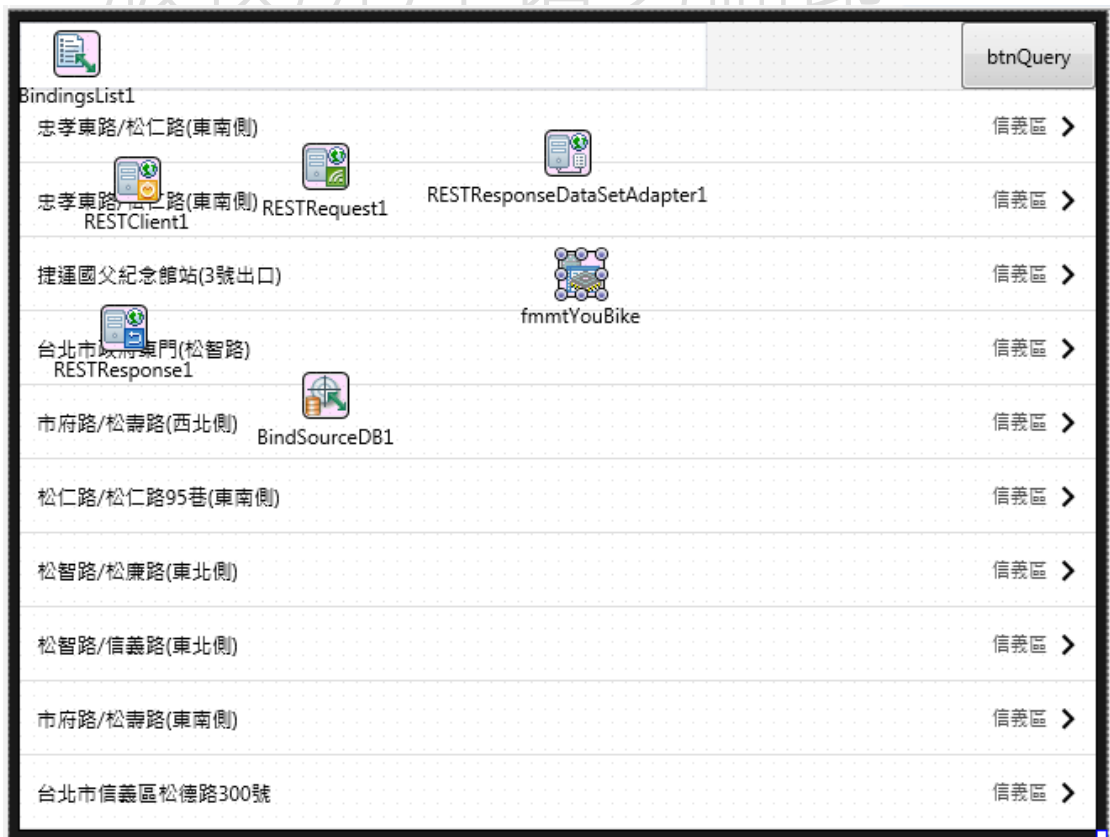 btnQuery
BindingsList1
忠孝東路/松仁路(東南側) 信義區
RESTResponseDataSetAdapter1
忠孝東路 路(東南側) 信義區
RESTRequest1
RESTClient1
捷運國父紀念館站(3號出口) 信義區
fmmtYouBike
台北市政府東門(松智路) 信義區
RESTResponse1
市府路/松壽路(西北側) 信義區
BindSourceDB1
松仁路/松仁路95巷(東南側) 信義區
松智路/松廉路(東北側) 信義區
松智路/信義路(東北側) 信義區
市府路/松壽路(東南側) 信義區
台北市信義區松德路300號 信義區